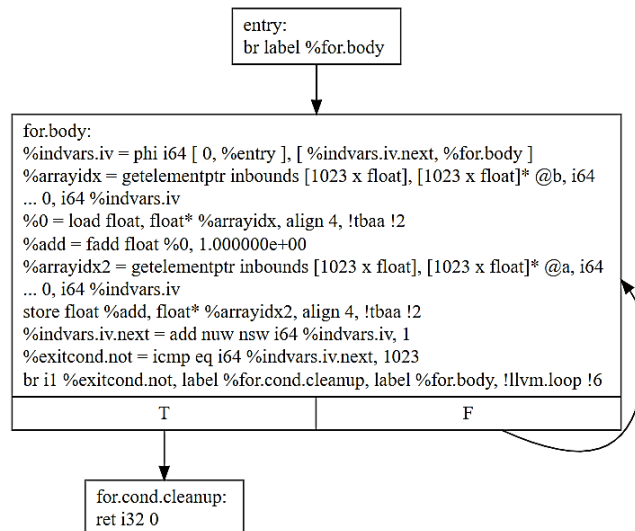 entry:
br label %for.body
for.body:
%indvars.iv = phi i64 [ 0, %entry ], [ %indvars.iv.next, %for.body ]
%arrayidx = getelementptr inbounds [1023 x float], [1023 x float]* @b, i64
... 0, i64 %indvars.iv
%0 = load float, float* %arrayidx, align 4, !tbaa !2
%add = fadd float %0, 1.000000e+00
%arrayidx2 = getelementptr inbounds [1023 x float], [1023 x float]* @a, i64
... 0, i64 %indvars.iv
store float %add, float* %arrayidx2, align 4, !tbaa !2
%indvars.iv.next = add nuw nsw i64 %indvars.iv, 1
%exitcond.not = icmp eq i64 %indvars.iv.next, 1023
br i1 %exitcond.not, label %for.cond.cleanup, label %for.body, !llvm.loop !6
T
F
for.cond.cleanup:
ret i32 0